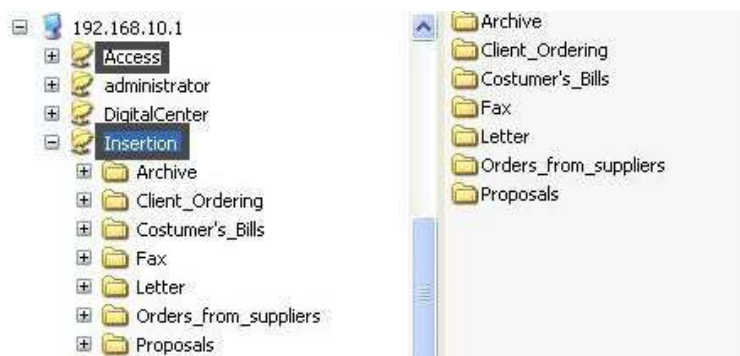 192.168.10.1
Access
administrator
DigitalCenter
Insertion
Archive
Client_Ordering
Costumer's_Bills
Fax
Letter
Orders_from_suppliers
Proposals
Archive
Client_Ordering
Costumer's_Bills
Fax
Letter
Orders_from_suppliers
Proposals